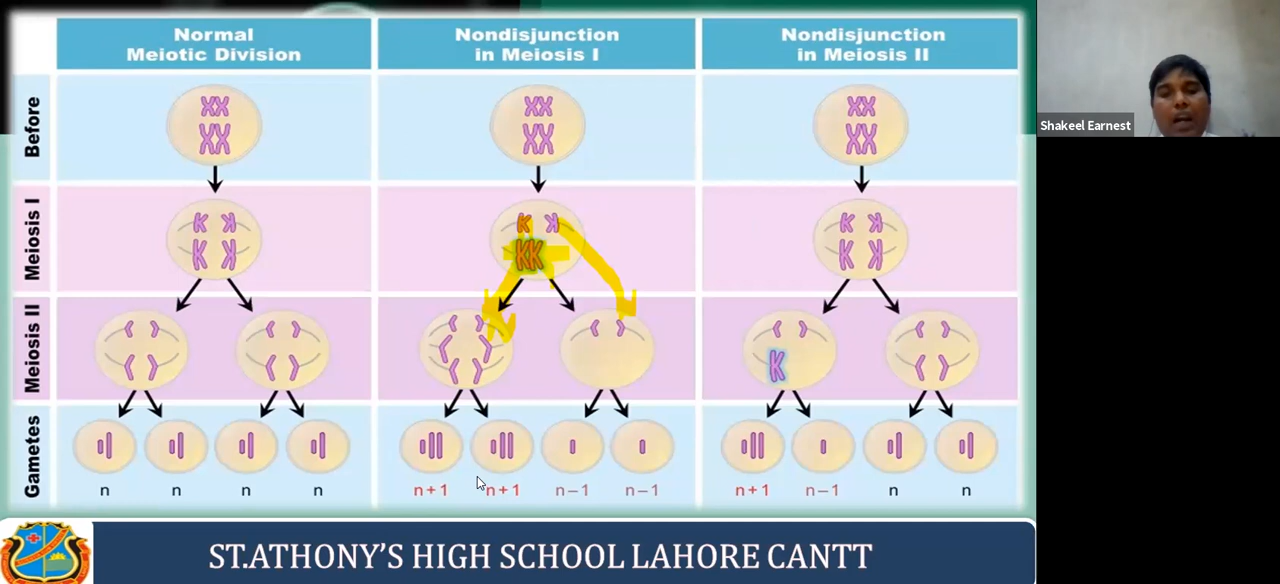 Normal
Meiotic Division
Nondisjunction
in Meiosis I
Nondisjunction
in Meiosis II
Shakeel Earnest
Before
Meiosis I
Meiosis II
Gametes
n n n n n+1 n+1 n−1 n−1 n+1 n−1 n n
ST.ATHONY'S HIGH SCHOOL LAHORE CANTT